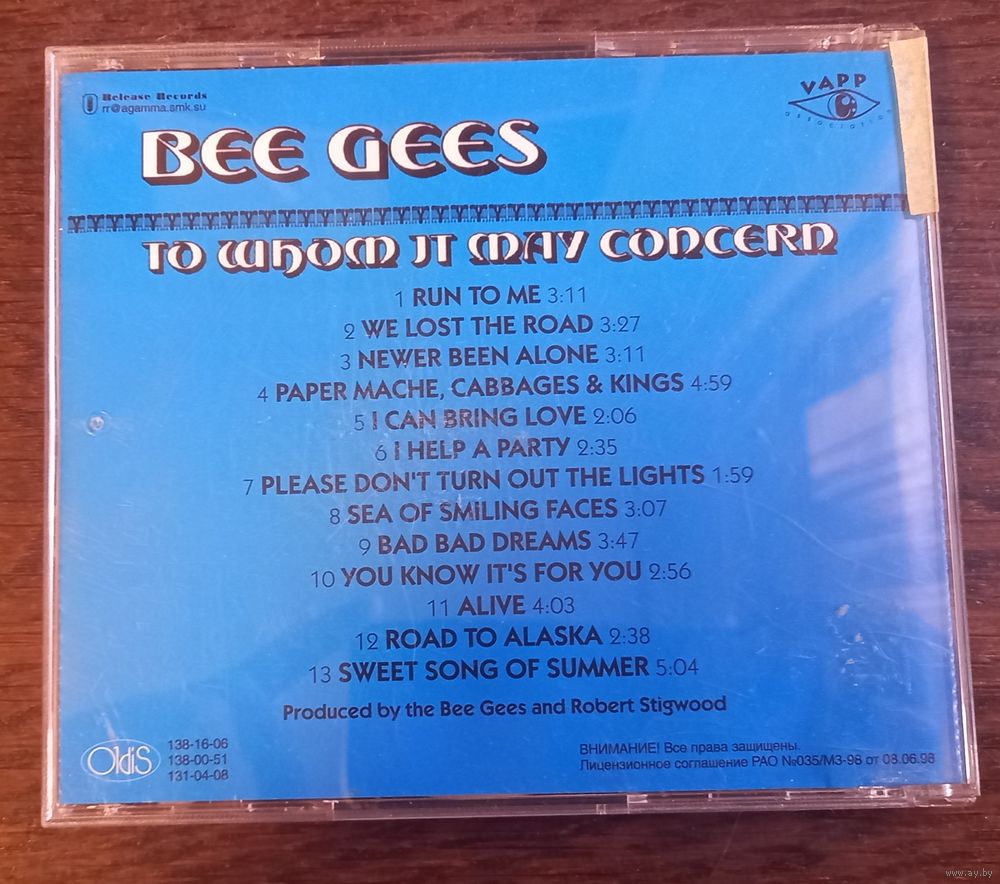 Release Records
rr@agamma.smk.su
VAPP
association
BEE GEES
TO WHOM IT MAY CONCERN
1 RUN TO ME 3:11
2 WE LOST THE ROAD 3:27
3 NEWER BEEN ALONE 3:11
4 PAPER MACHE, CABBAGES & KINGS 4:59
5 I CAN BRING LOVE 2:06
6 I HELP A PARTY 2:35
7 PLEASE DON'T TURN OUT THE LIGHTS 1:59
8 SEA OF SMILING FACES 3:07
9 BAD BAD DREAMS 3:47
10 YOU KNOW IT'S FOR YOU 2:56
11 ALIVE 4:03
12 ROAD TO ALASKA 2:38
13 SWEET SONG OF SUMMER 5:04
Produced by the Bee Gees and Robert Stigwood
OldiS
138-16-06
138-00-51
131-04-08
ВНИМАНИЕ! Все права защищены.
Лицензионное соглашение РАО №035/МЗ-98 от 08.06.98
www.ay.by